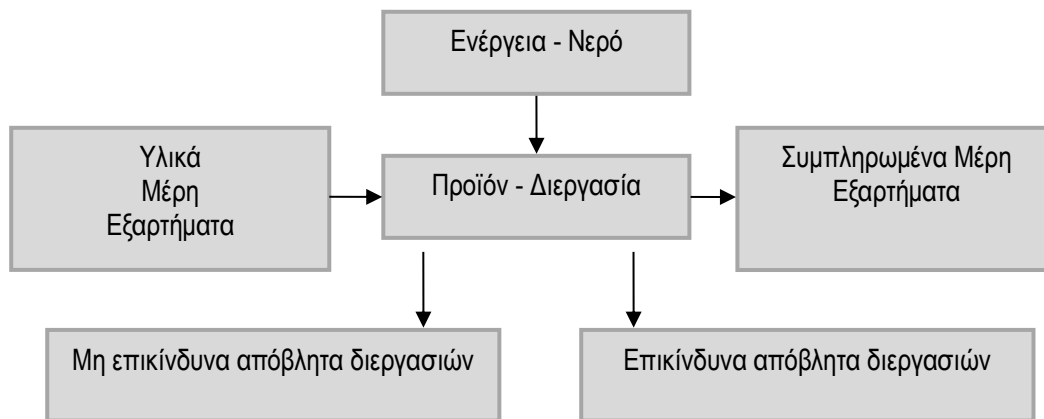 Ενέργεια - Νερό
Υλικά
Μέρη
Εξαρτήματα
Προϊόν - Διεργασία
Συμπληρωμένα Μέρη
Εξαρτήματα
Μη επικίνδυνα απόβλητα διεργασιών
Επικίνδυνα απόβλητα διεργασιών